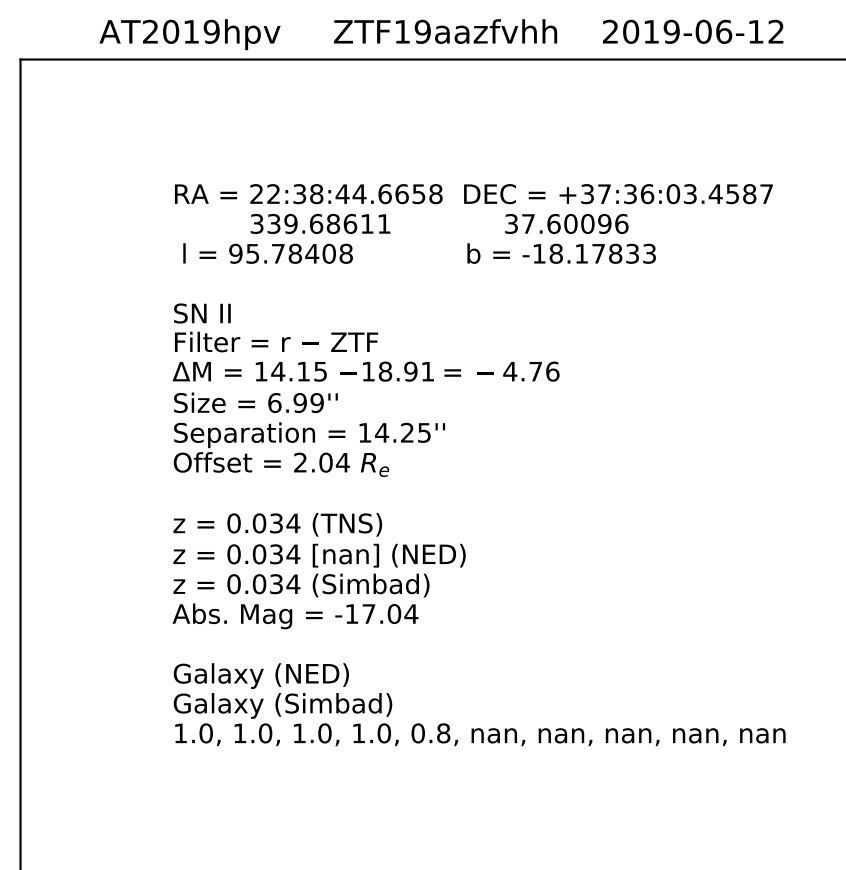 AT2019hpv ZTF19aazfvhh 2019-06-12
RA = 22:38:44.6658 DEC = +37:36:03.4587
339.68611 37.60096
l = 95.78408 b = -18.17833
SN II
Filter = r − ZTF
ΔM = 14.15 −18.91 = − 4.76
Size = 6.99''
Separation = 14.25''
Offset = 2.04 Rₑ
z = 0.034 (TNS)
z = 0.034 [nan] (NED)
z = 0.034 (Simbad)
Abs. Mag = -17.04
Galaxy (NED)
Galaxy (Simbad)
1.0, 1.0, 1.0, 1.0, 0.8, nan, nan, nan, nan, nan